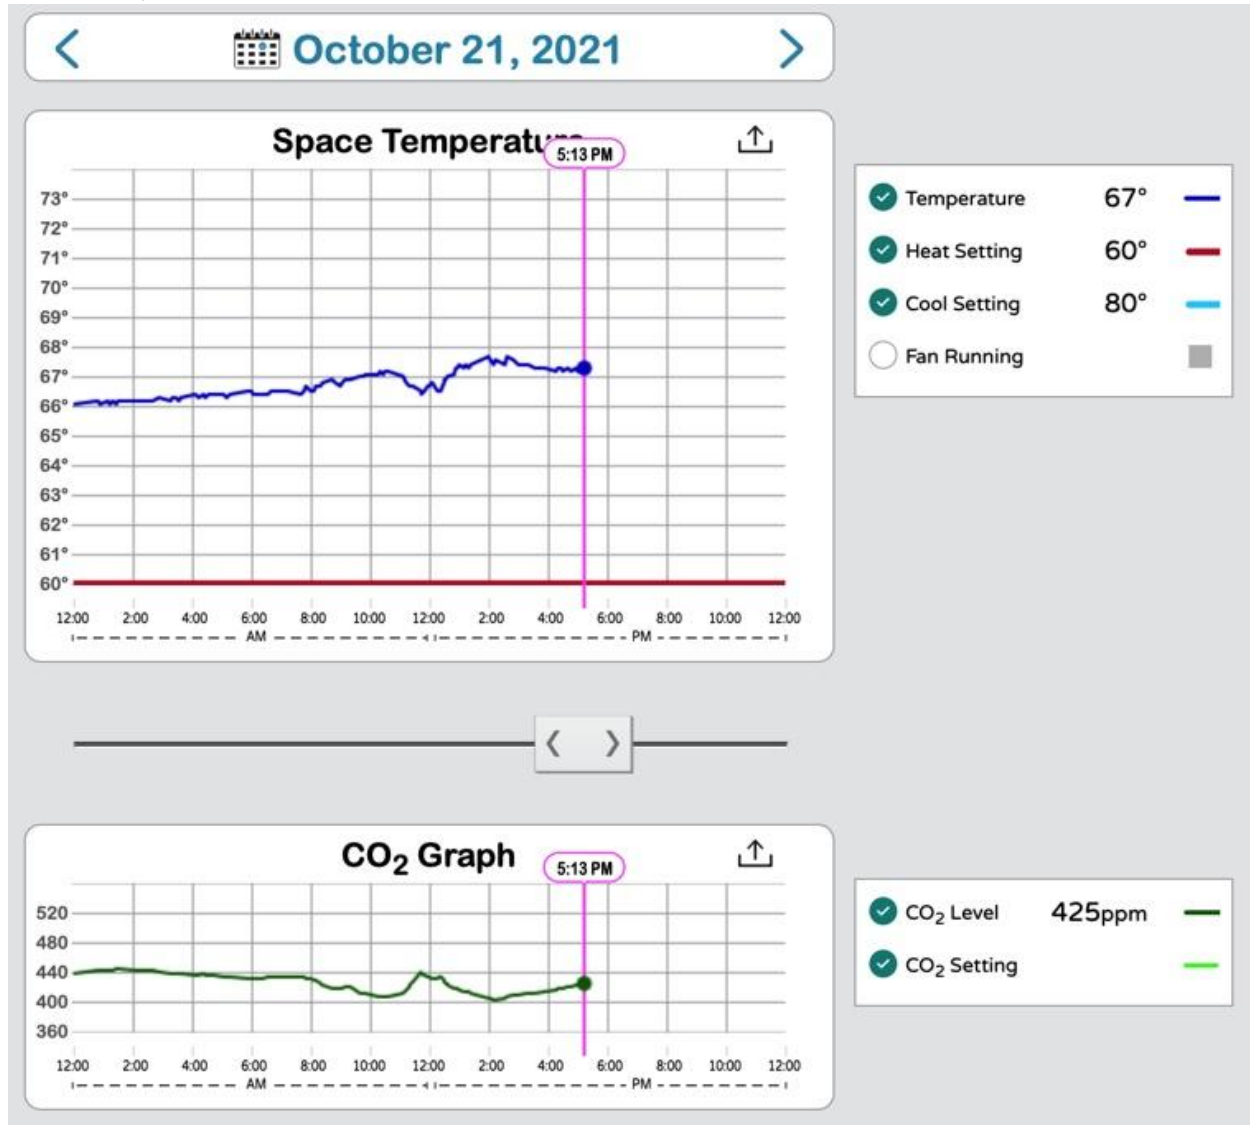 October 21, 2021
Space Temperature
5:13 PM
73°
72°
71°
70°
69°
68°
67°
66°
65°
64°
63°
62°
61°
60°
12:00 2:00 4:00 6:00 8:00 10:00 12:00 2:00 4:00 6:00 8:00 10:00 12:00
AM PM
Temperature 67°
Heat Setting 60°
Cool Setting 80°
Fan Running
CO₂ Graph
5:13 PM
520
480
440
400
360
12:00 2:00 4:00 6:00 8:00 10:00 12:00 2:00 4:00 6:00 8:00 10:00 12:00
AM PM
CO₂ Level 425ppm
CO₂ Setting